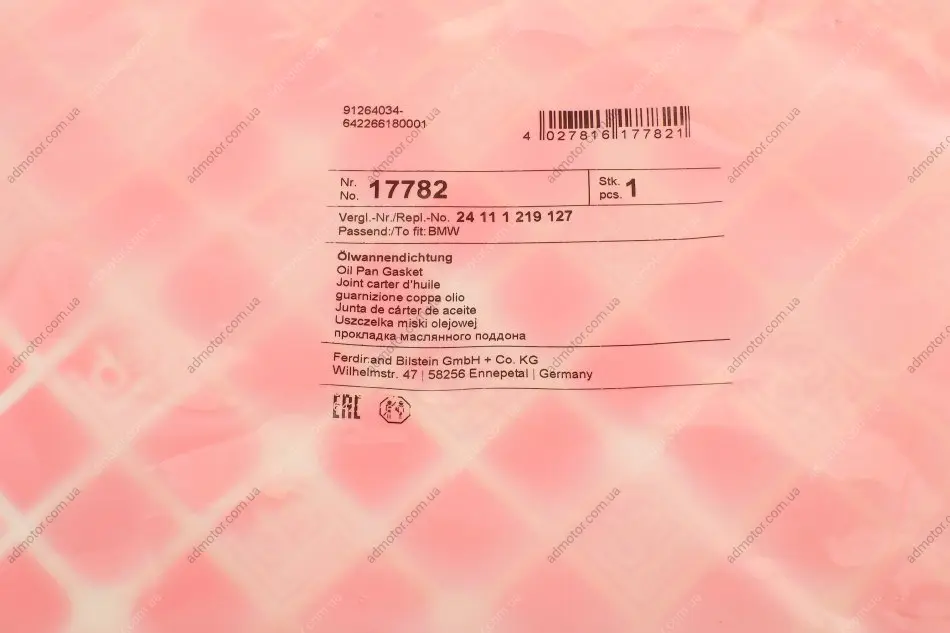 91264034-
642266180001
4 027816 177821
Nr. No. 17782 Stk. pcs. 1
Vergl.-Nr./Repl.-No. 24 11 1 219 127
Passend:/To fit: BMW
Ölwannendichtung
Oil Pan Gasket
Joint carter d'huile
guarnizione coppa olio
Junta de cárter de aceite
Uszczelka miski olejowej
прокладка маслянного поддона
Ferdinand Bilstein GmbH + Co. KG
Wilhelmstr. 47 | 58256 Ennepetal | Germany
EAC
admotor.com.ua